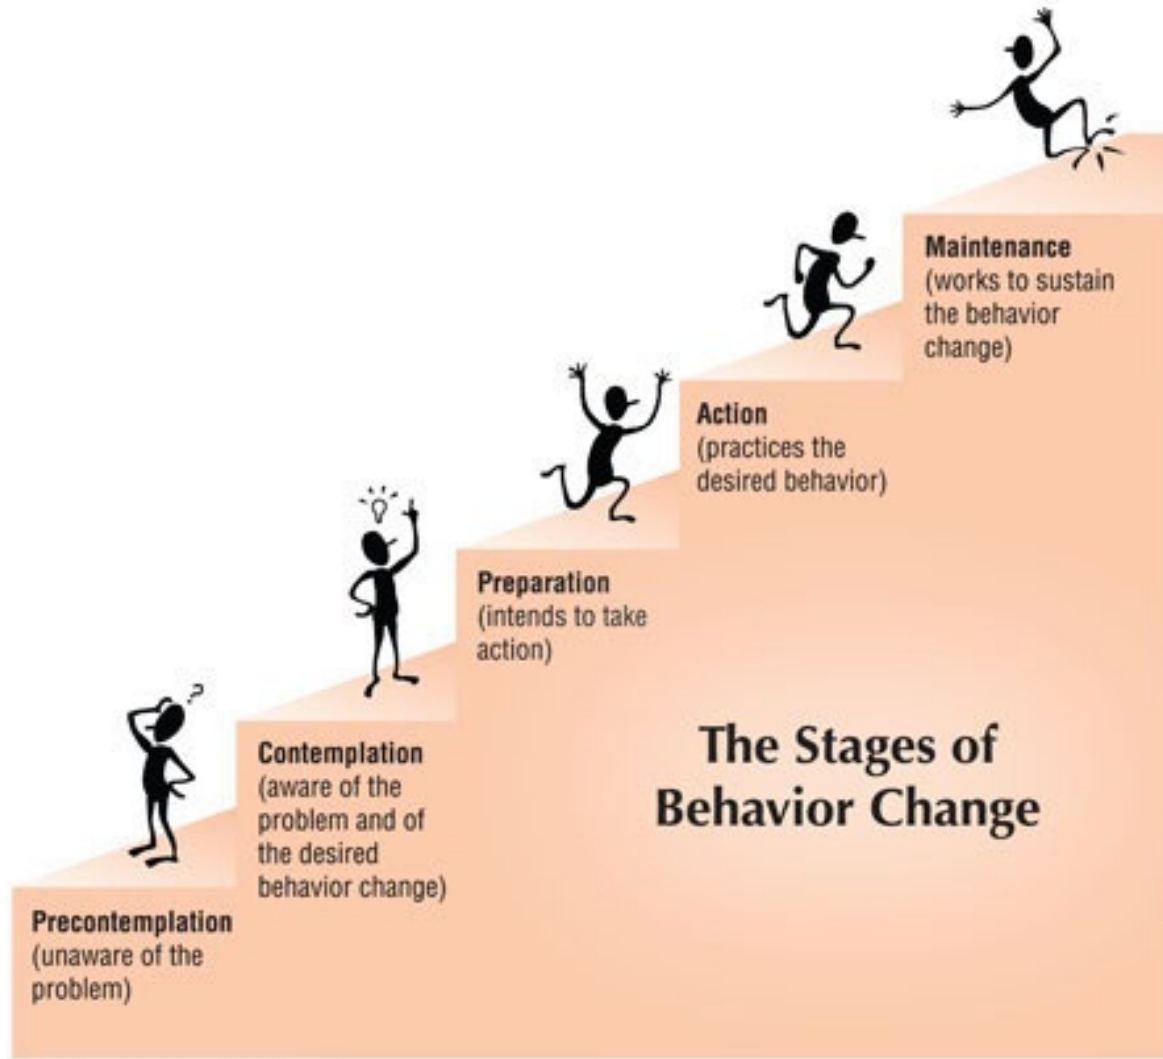 Precontemplation
(unaware of the
problem)
Contemplation
(aware of the
problem and of
the desired
behavior change)
Preparation
(intends to take
action)
Action
(practices the
desired behavior)
Maintenance
(works to sustain
the behavior
change)
The Stages of
Behavior Change
?